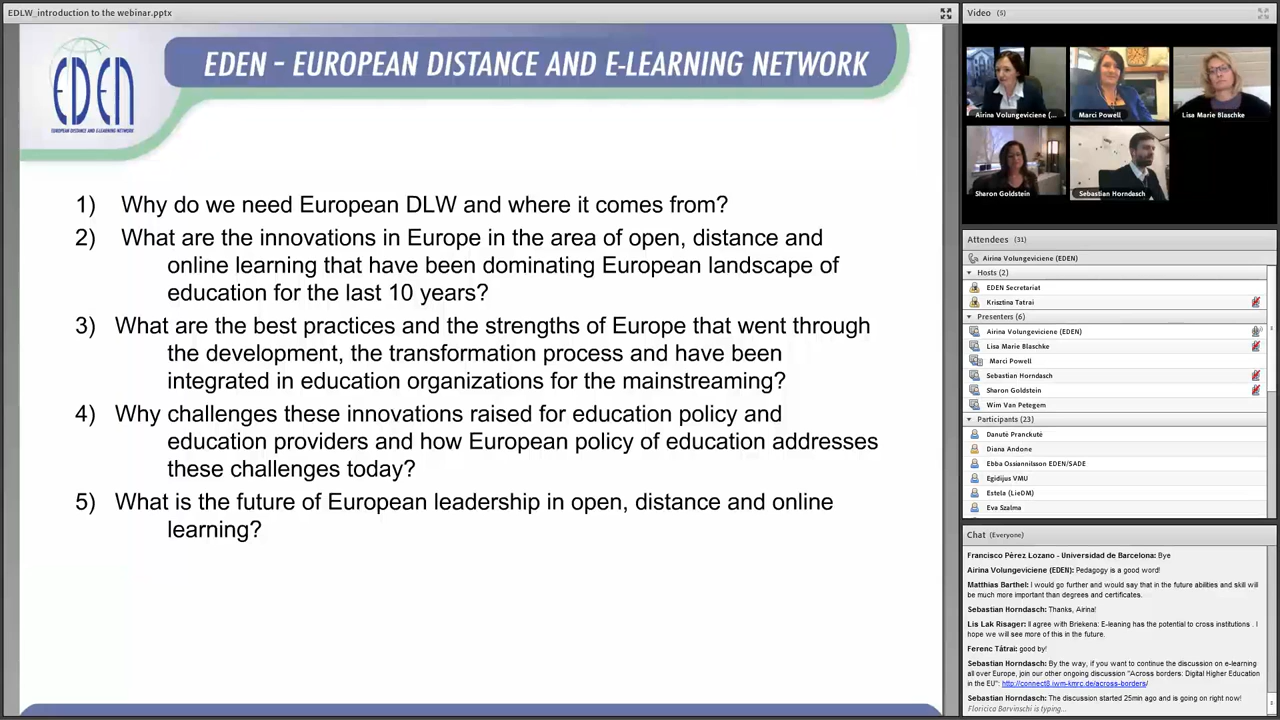 EDLW_introduction to the webinar.pptx
EDEN
EUROPEAN DISTANCE AND E-LEARNING NETWORK
EDEN – EUROPEAN DISTANCE AND E-LEARNING NETWORK
1) Why do we need European DLW and where it comes from?
2) What are the innovations in Europe in the area of open, distance and
online learning that have been dominating European landscape of
education for the last 10 years?
3) What are the best practices and the strengths of Europe that went through
the development, the transformation process and have been
integrated in education organizations for the mainstreaming?
4) Why challenges these innovations raised for education policy and
education providers and how European policy of education addresses
these challenges today?
5) What is the future of European leadership in open, distance and online
learning?
Video (5)
Airina Volungeviciene (...
Marci Powell
Lisa Marie Blaschke
Sharon Goldstein
Sebastian Horndasch
Attendees (31)
Airina Volungeviciene (EDEN)
Hosts (2)
EDEN Secretariat
Krisztina Tatrai
Presenters (6)
Airina Volungeviciene (EDEN)
Lisa Marie Blaschke
Marci Powell
Sebastian Horndasch
Sharon Goldstein
Wim Van Petegem
Participants (23)
Danutė Pranckutė
Diana Andone
Ebba Ossiannilsson EDEN/SADE
Egidijus VMU
Estela (LieDM)
Eva Szalma
Chat (Everyone)
Francisco Pérez Lozano - Universidad de Barcelona: Bye
Airina Volungeviciene (EDEN): Pedagogy is a good word!
Matthias Barthel: I would go further and would say that in the future abilities and skill will
be much more important than degrees and certificates.
Sebastian Horndasch: Thanks, Airina!
Lis Lak Risager: Il agree with Briekena: E-leaning has the potential to cross institutions . I
hope we will see more of this in the future.
Ferenc Tátrai: good by!
Sebastian Horndasch: By the way, if you want to continue the discussion on e-learning
all over Europe, join our other ongoing discussion "Across borders: Digital Higher Education
in the EU": http://connect8.iwm-kmrc.de/across-borders/
Sebastian Horndasch: The discussion started 25min ago and is going on right now!
Floricica Barvinschi is typing...